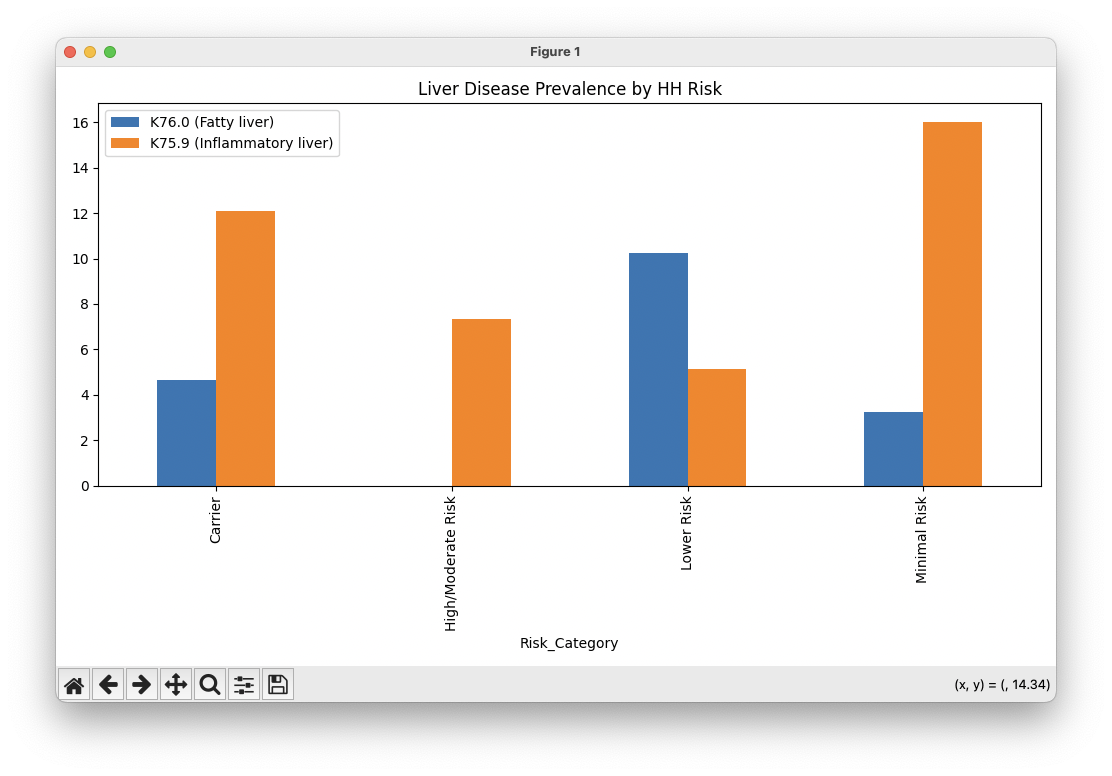 Figure 1
Liver Disease Prevalence by HH Risk
K76.0 (Fatty liver)
K75.9 (Inflammatory liver)
16
14
12
10
8
6
4
2
0
Carrier
High/Moderate Risk
Lower Risk
Minimal Risk
Risk_Category
(x, y) = (, 14.34)